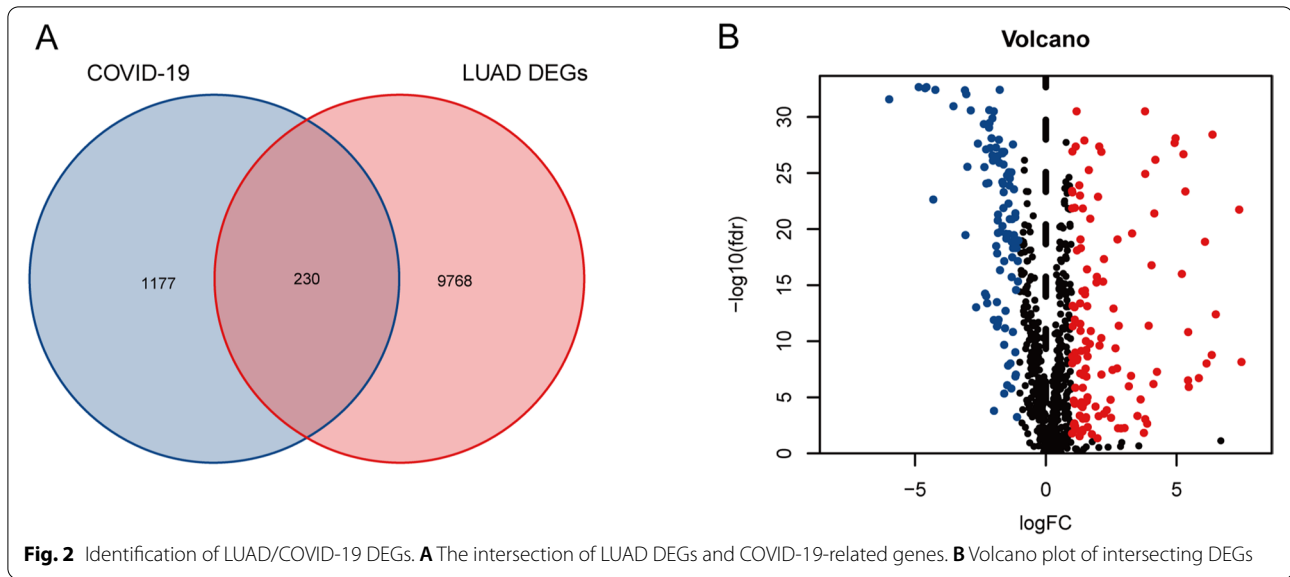 A
COVID-19
LUAD DEGs
1177
230
9768
B
Volcano
30
25
20
15
10
5
0
−log10(fdr)
−5 0 5
logFC
Fig. 2 Identification of LUAD/COVID-19 DEGs. A The intersection of LUAD DEGs and COVID-19-related genes. B Volcano plot of intersecting DEGs